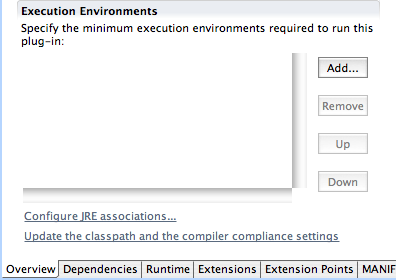 Execution Environments
Specify the minimum execution environments required to run this
plug-in:
Add...
Remove
Up
Down
Configure JRE associations...
Update the classpath and the compiler compliance settings
Overview Dependencies Runtime Extensions Extension Points MANIF